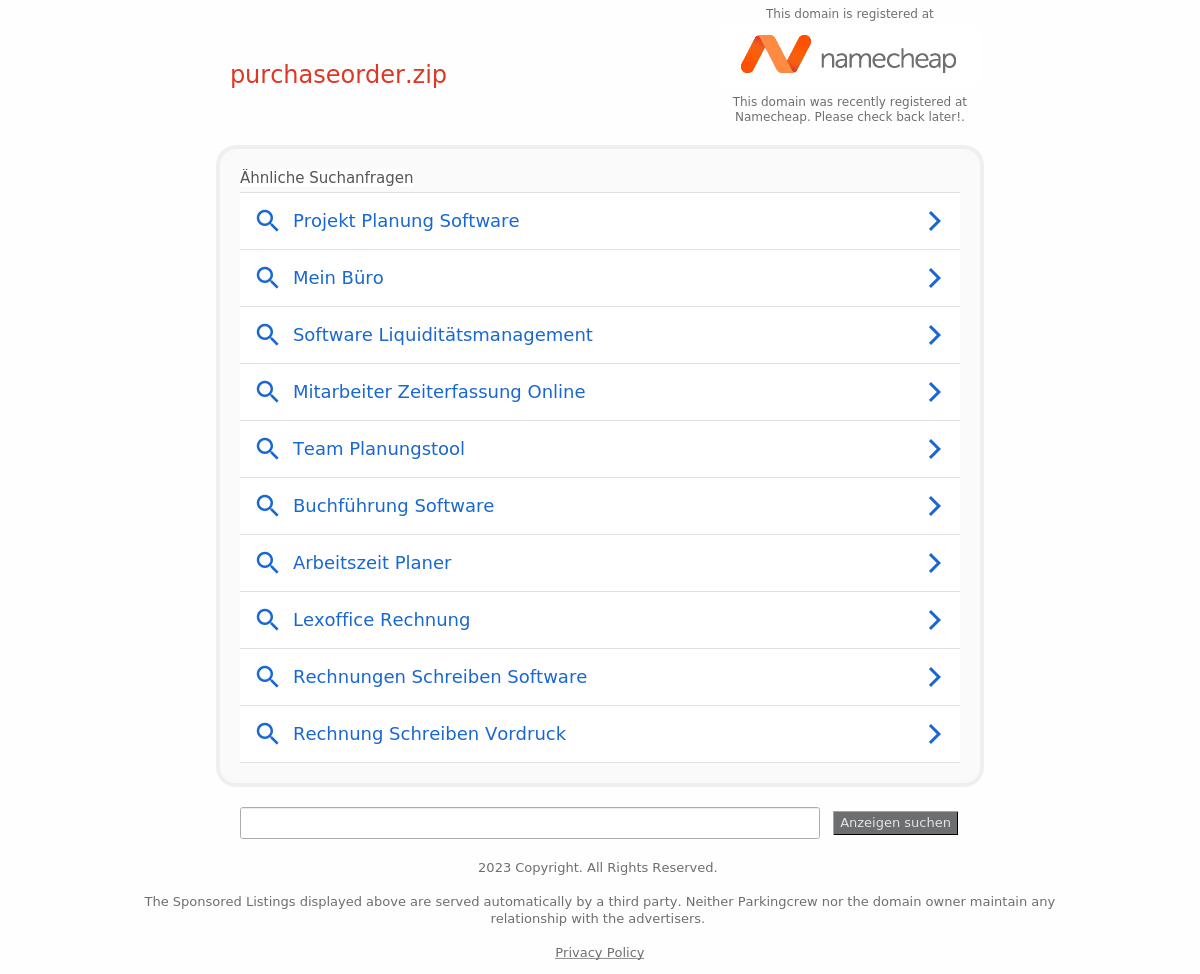 This domain is registered at
namecheap
purchaseorder.zip
This domain was recently registered at
Namecheap. Please check back later!.
Ähnliche Suchanfragen
Projekt Planung Software
Mein Büro
Software Liquiditätsmanagement
Mitarbeiter Zeiterfassung Online
Team Planungstool
Buchführung Software
Arbeitszeit Planer
Lexoffice Rechnung
Rechnungen Schreiben Software
Rechnung Schreiben Vordruck
Anzeigen suchen
2023 Copyright. All Rights Reserved.
The Sponsored Listings displayed above are served automatically by a third party. Neither Parkingcrew nor the domain owner maintain any
relationship with the advertisers.
Privacy Policy